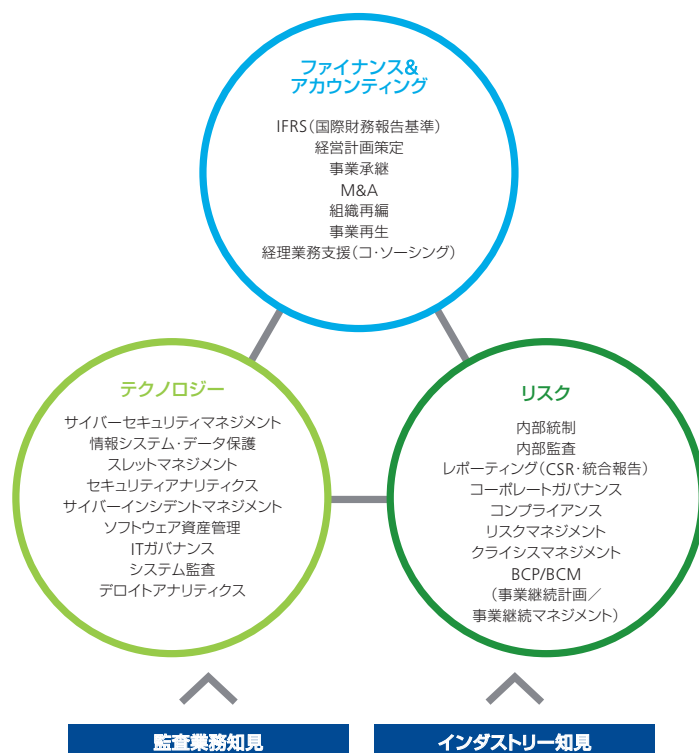 ファイナンス&
アカウンティング
IFRS（国際財務報告基準）
経営計画策定
事業承継
M&A
組織再編
事業再生
経理業務支援（コ・ソーシング）
テクノロジー
サイバーセキュリティマネジメント
情報システム・データ保護
スレットマネジメント
セキュリティアナリティクス
サイバーインシデントマネジメント
ソフトウェア資産管理
ITガバナンス
システム監査
デロイトアナリティクス
リスク
内部統制
内部監査
レポーティング（CSR・統合報告）
コーポレートガバナンス
コンプライアンス
リスクマネジメント
クライシスマネジメント
BCP/BCM
（事業継続計画／
事業継続マネジメント）
監査業務知見
インダストリー知見